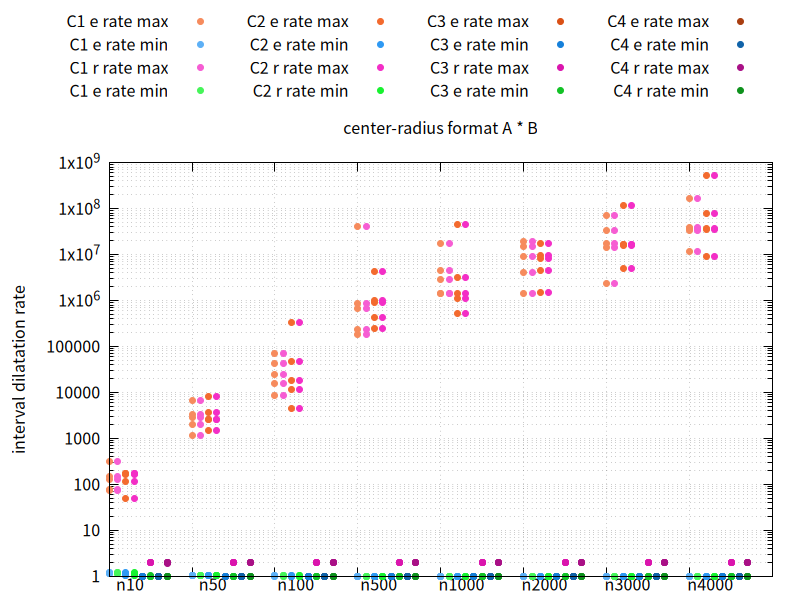 C1 e rate max C2 e rate max C3 e rate max C4 e rate max
C1 e rate min C2 e rate min C3 e rate min C4 e rate min
C1 r rate max C2 r rate max C3 r rate max C4 r rate max
C1 e rate min C2 r rate min C3 e rate min C4 r rate min
center-radius format A * B
1x10⁹
1x10⁸
1x10⁷
1x10⁶
100000
10000
1000
100
10
1
interval dilatation rate
n10 n50 n100 n500 n1000 n2000 n3000 n4000